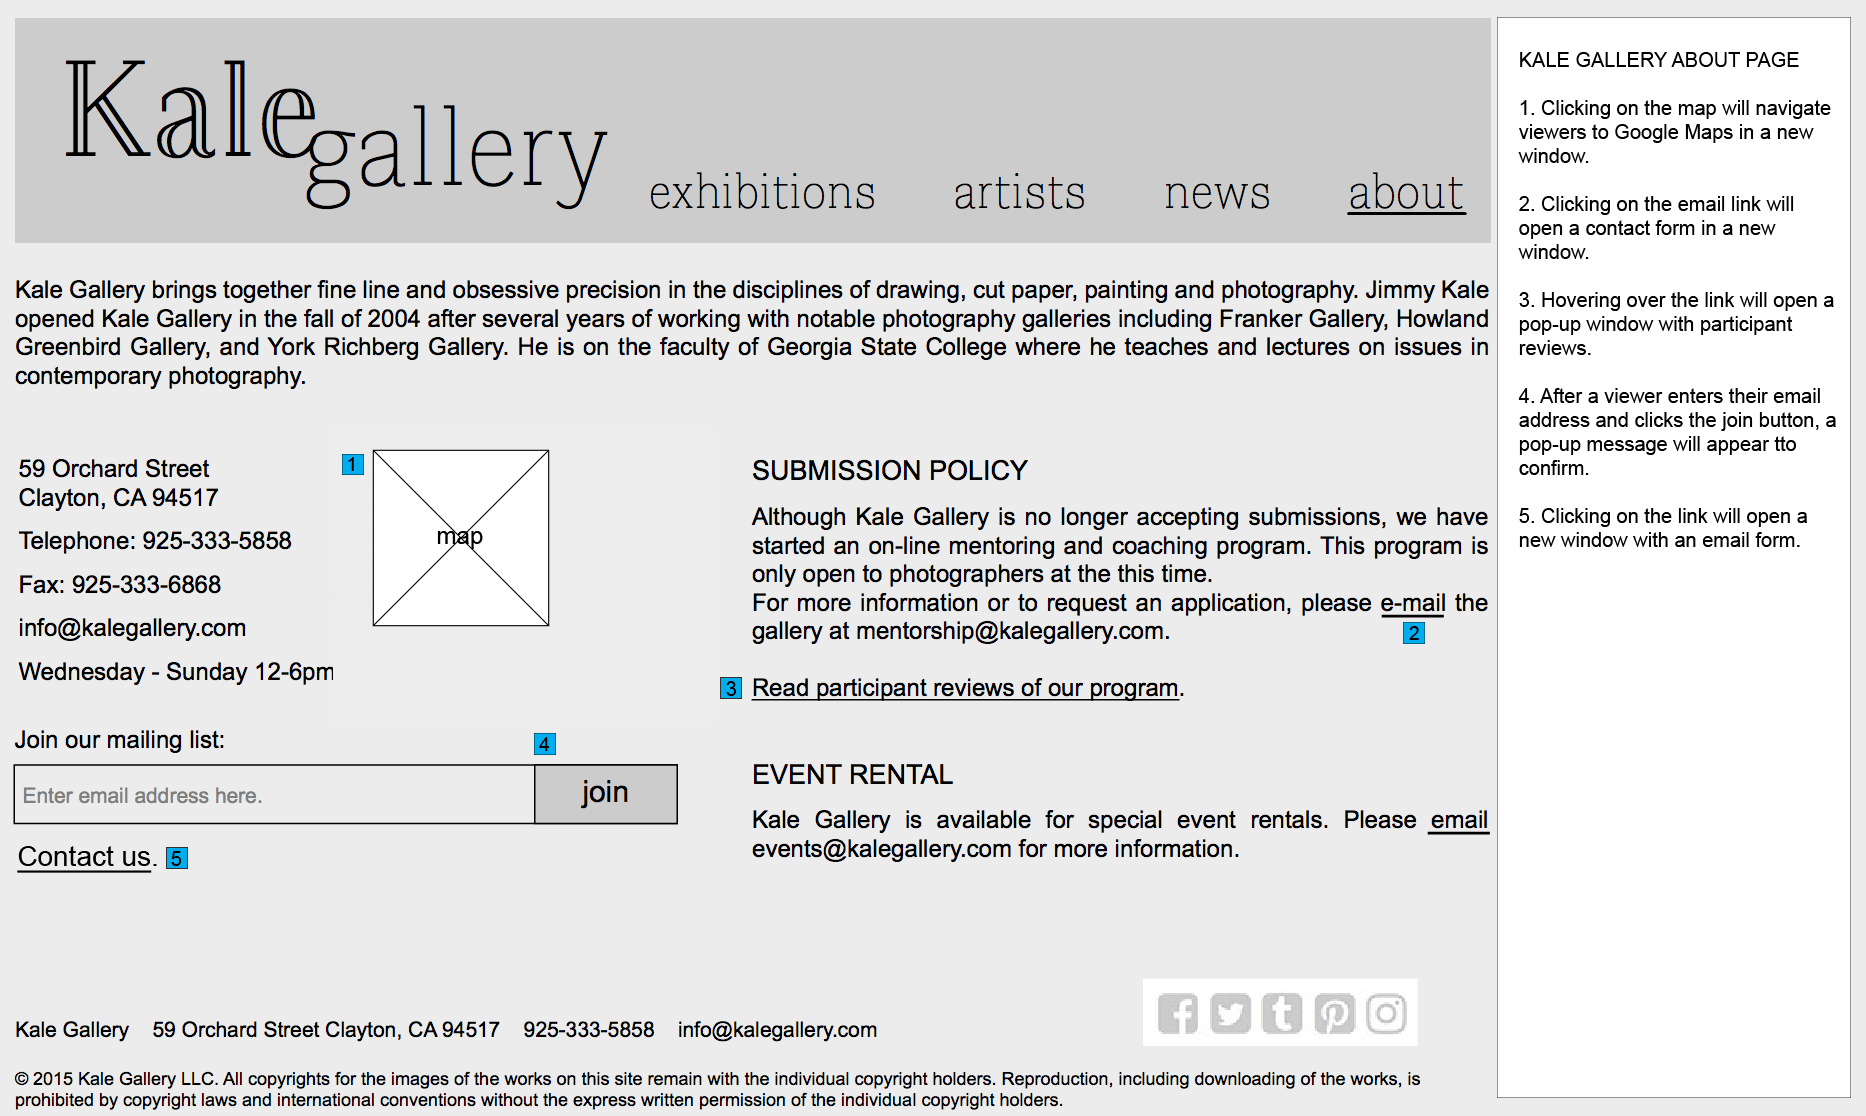 Kale
gallery
exhibitions artists news about
Kale Gallery brings together fine line and obsessive precision in the disciplines of drawing, cut paper, painting and photography. Jimmy Kale
opened Kale Gallery in the fall of 2004 after several years of working with notable photography galleries including Franker Gallery, Howland
Greenbird Gallery, and York Richberg Gallery. He is on the faculty of Georgia State College where he teaches and lectures on issues in
contemporary photography.
59 Orchard Street
Clayton, CA 94517
Telephone: 925-333-5858
Fax: 925-333-6868
info@kalegallery.com
Wednesday - Sunday 12-6pm
1
map
Join our mailing list:
4
Enter email address here.
join
Contact us. 5
SUBMISSION POLICY
Although Kale Gallery is no longer accepting submissions, we have
started an on-line mentoring and coaching program. This program is
only open to photographers at the this time.
For more information or to request an application, please e-mail the
gallery at mentorship@kalegallery.com.
2
3 Read participant reviews of our program.
EVENT RENTAL
Kale Gallery is available for special event rentals. Please email
events@kalegallery.com for more information.
Kale Gallery 59 Orchard Street Clayton, CA 94517 925-333-5858 info@kalegallery.com
© 2015 Kale Gallery LLC. All copyrights for the images of the works on this site remain with the individual copyright holders. Reproduction, including downloading of the works, is
prohibited by copyright laws and international conventions without the express written permission of the individual copyright holders.
KALE GALLERY ABOUT PAGE
1. Clicking on the map will navigate
viewers to Google Maps in a new
window.
2. Clicking on the email link will
open a contact form in a new
window.
3. Hovering over the link will open a
pop-up window with participant
reviews.
4. After a viewer enters their email
address and clicks the join button, a
pop-up message will appear tto
confirm.
5. Clicking on the link will open a
new window with an email form.